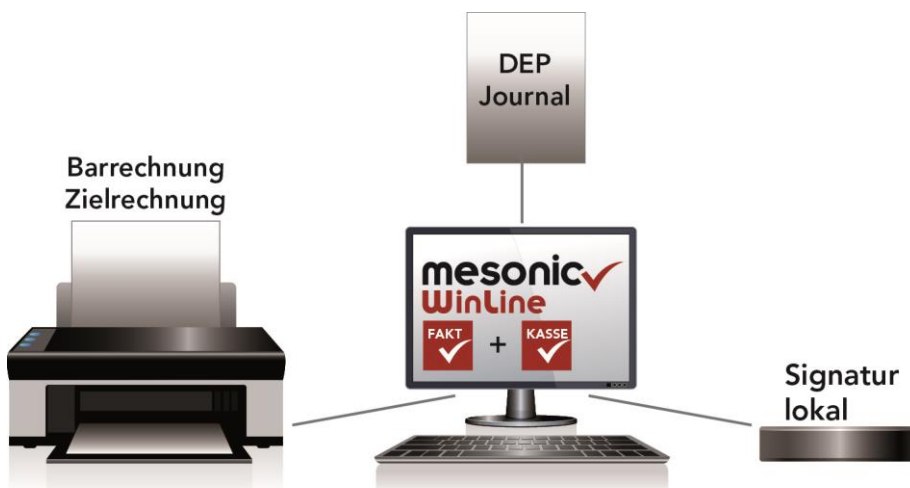 DEP
Journal
Barrechnung
Zielrechnung
mesonic
WinLine
FAKT + KASSE
Signatur
lokal